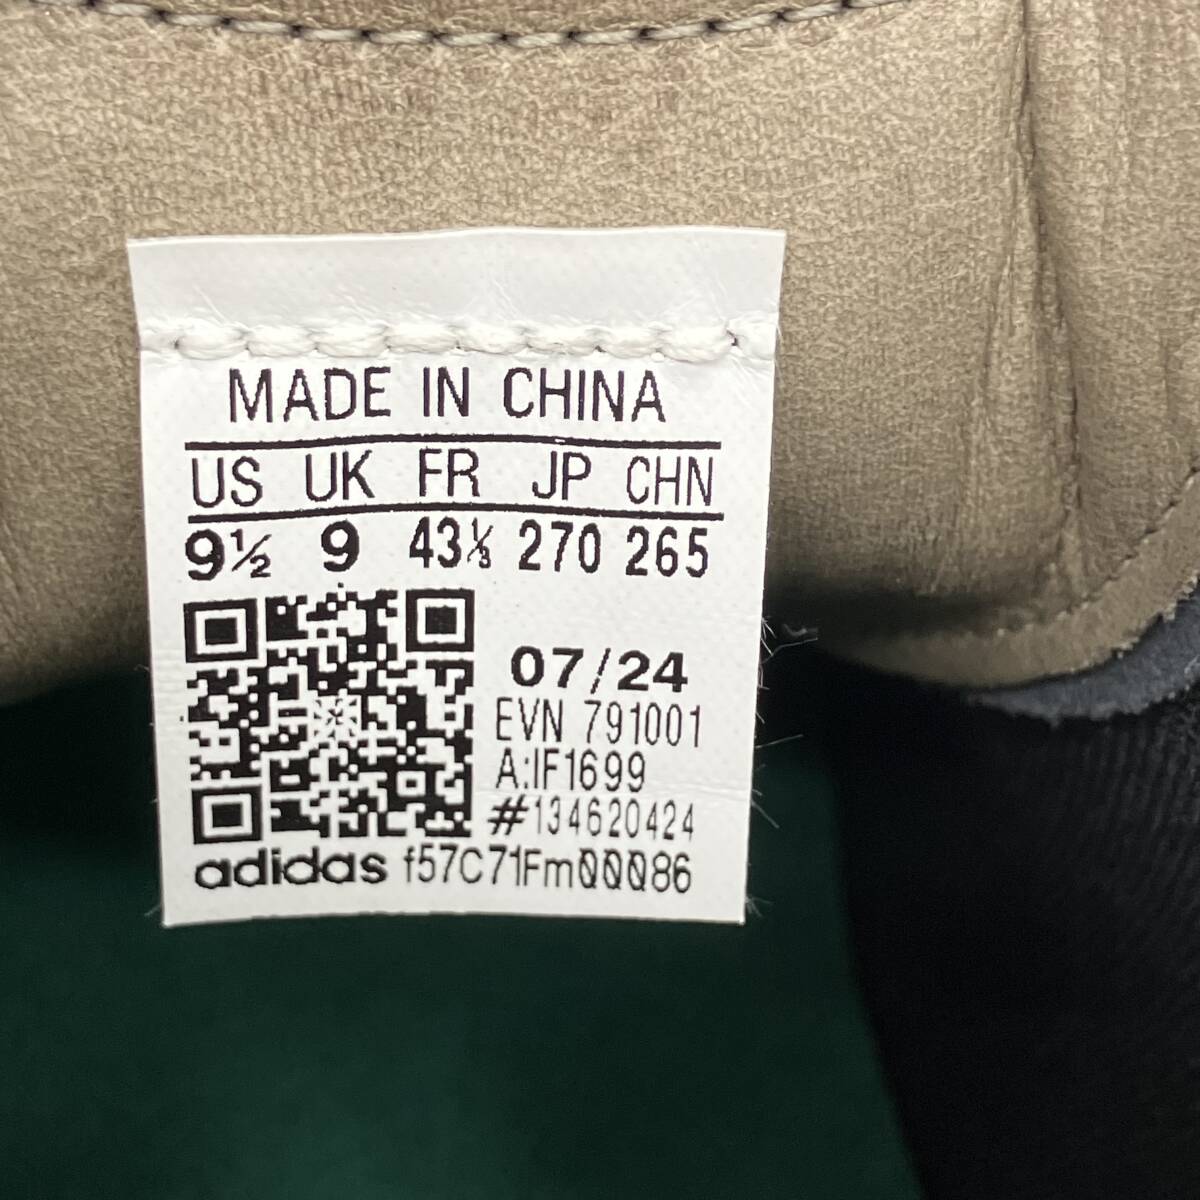 MADE IN CHINA
US UK FR JP CHN
9½ 9 43⅓ 270 265
07/24
EVN 791001
A:IF1699
#134620424
adidas f57C71Fm00086